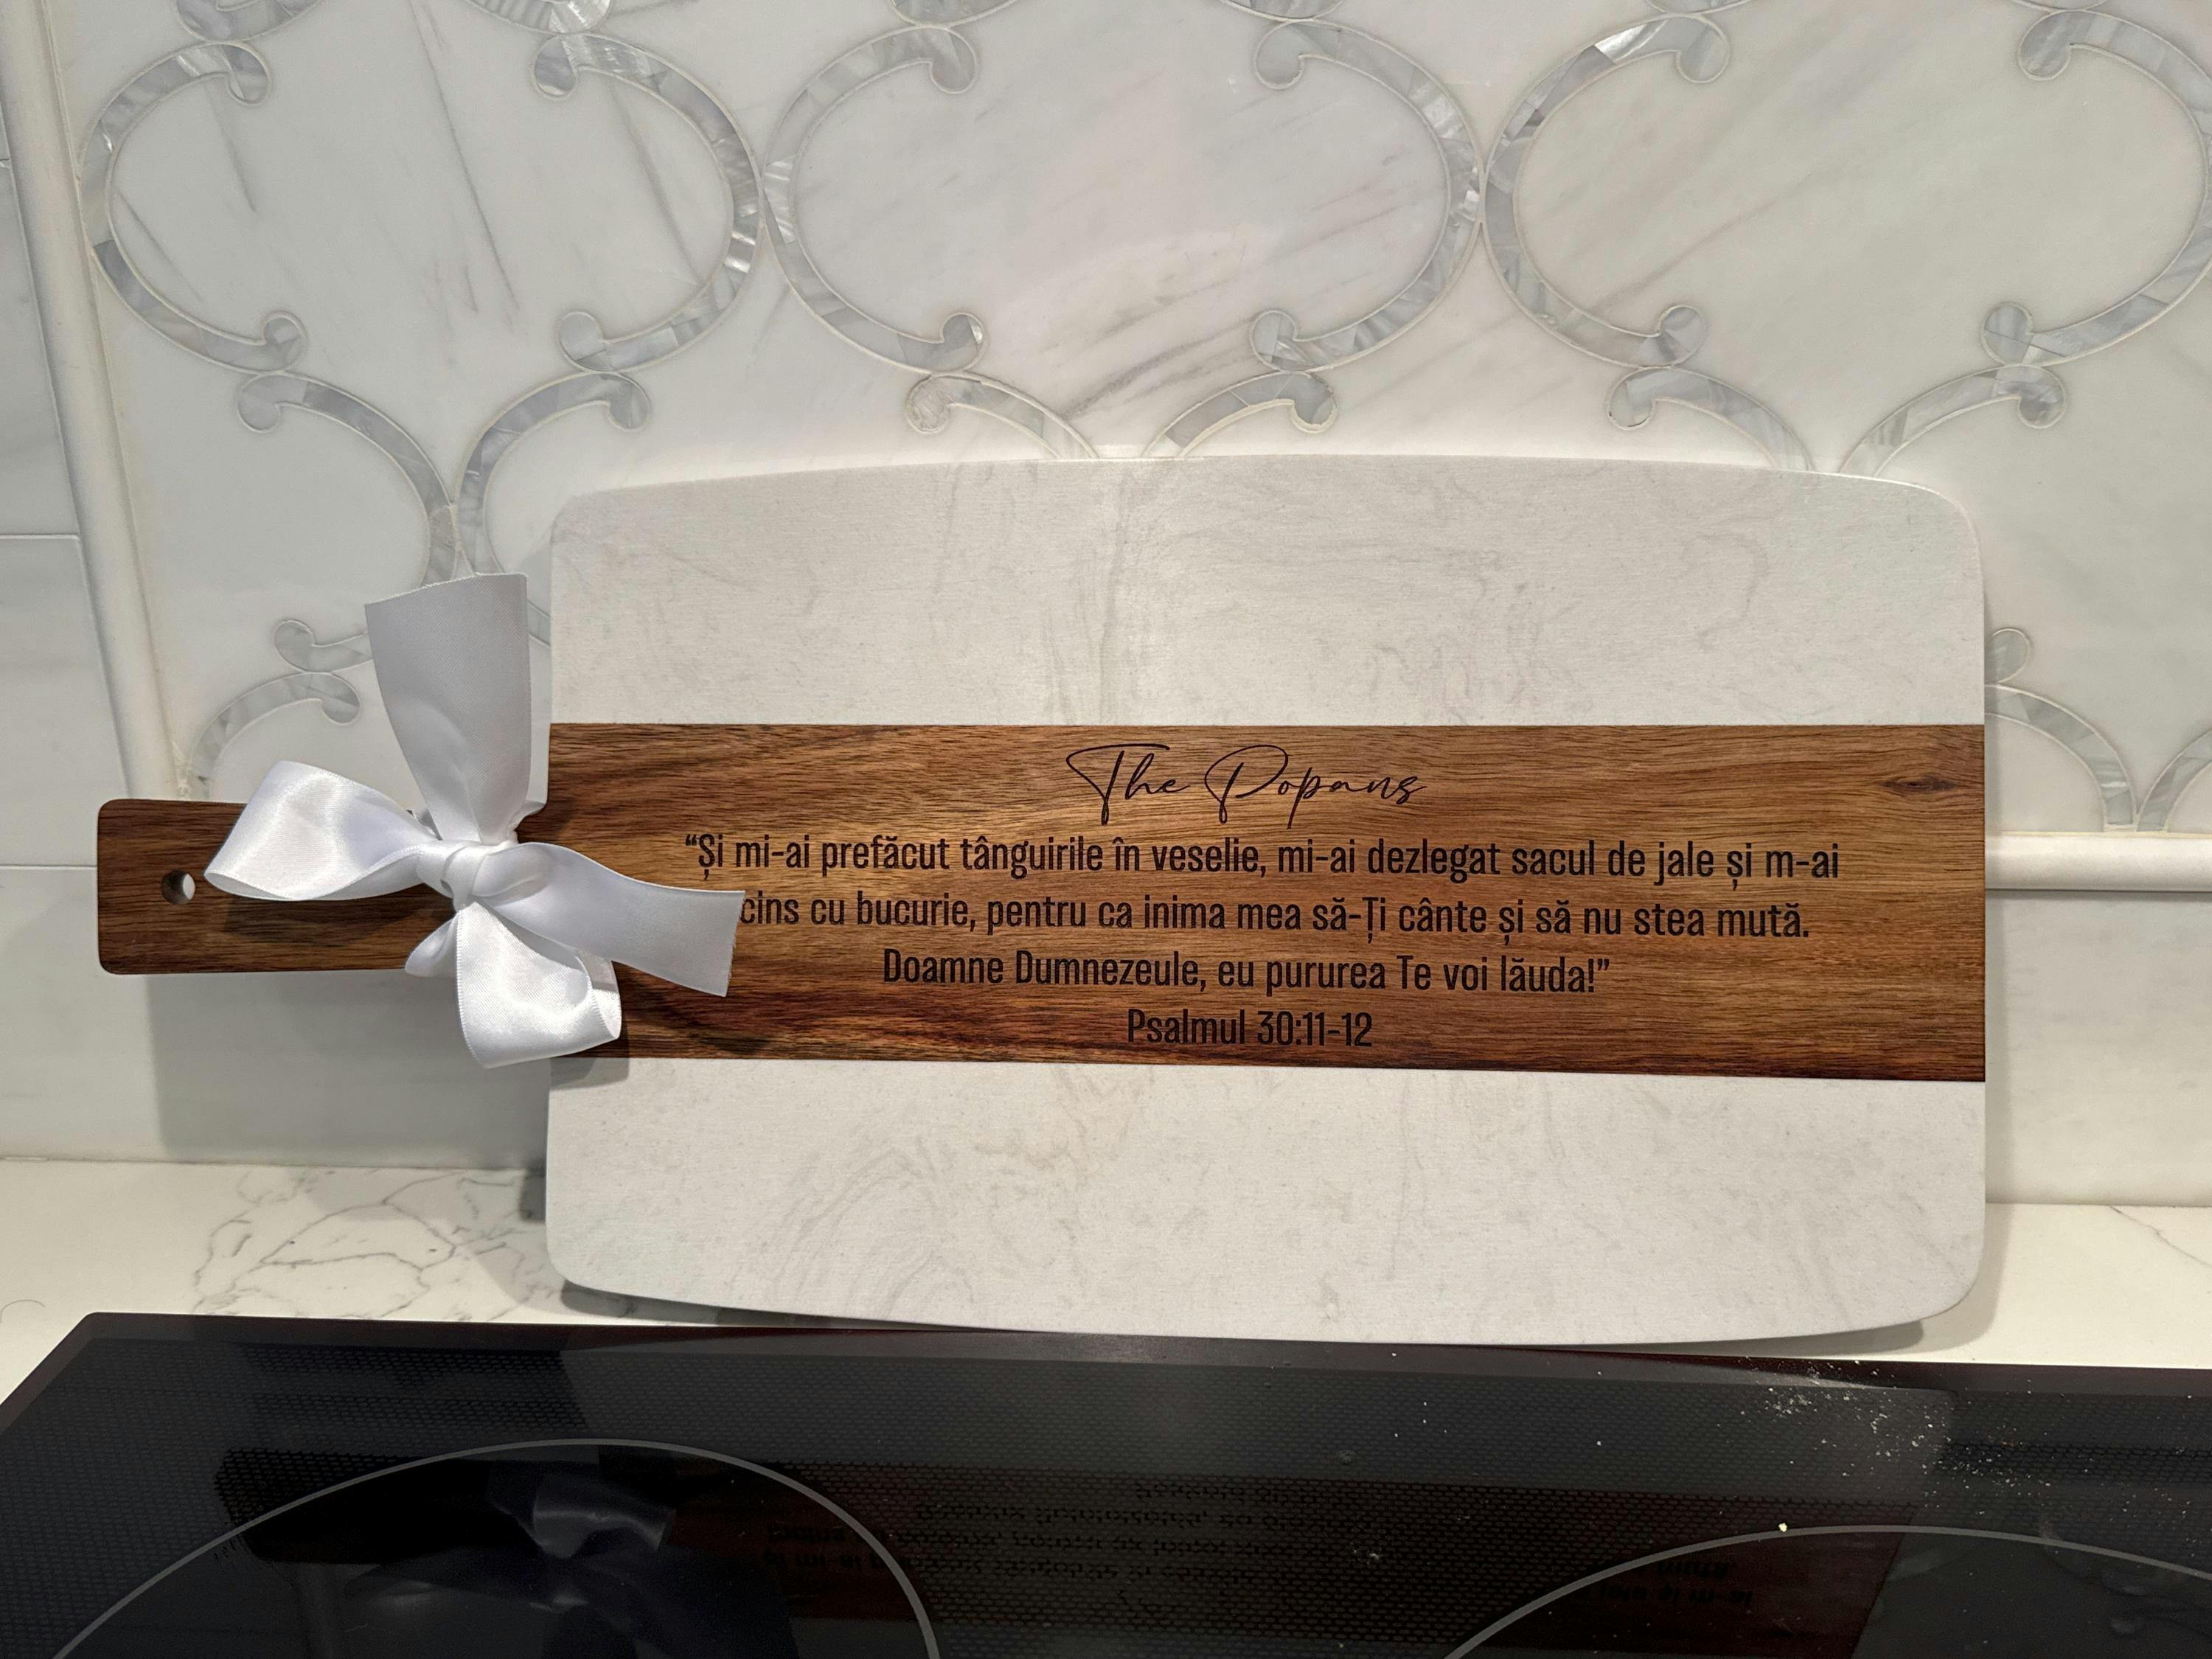 The Popans
“Și mi-ai prefăcut tânguirile în veselie, mi-ai dezlegat sacul de jale și m-ai
cins cu bucurie, pentru ca inima mea să-Ți cânte și să nu stea mută.
Doamne Dumnezeule, eu pururea Te voi lăuda!”
Psalmul 30:11-12